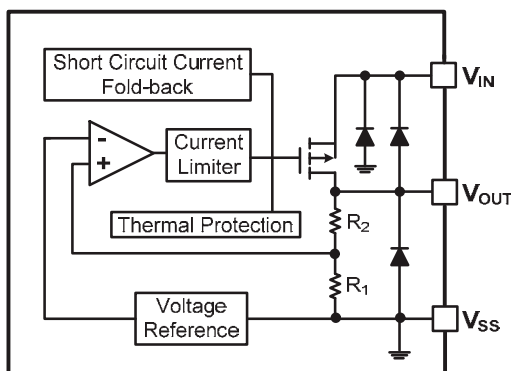 Short Circuit Current
Fold-back
V_IN
-
+
Current
Limiter
V_OUT
R_2
Thermal Protection
R_1
Voltage
Reference
V_SS